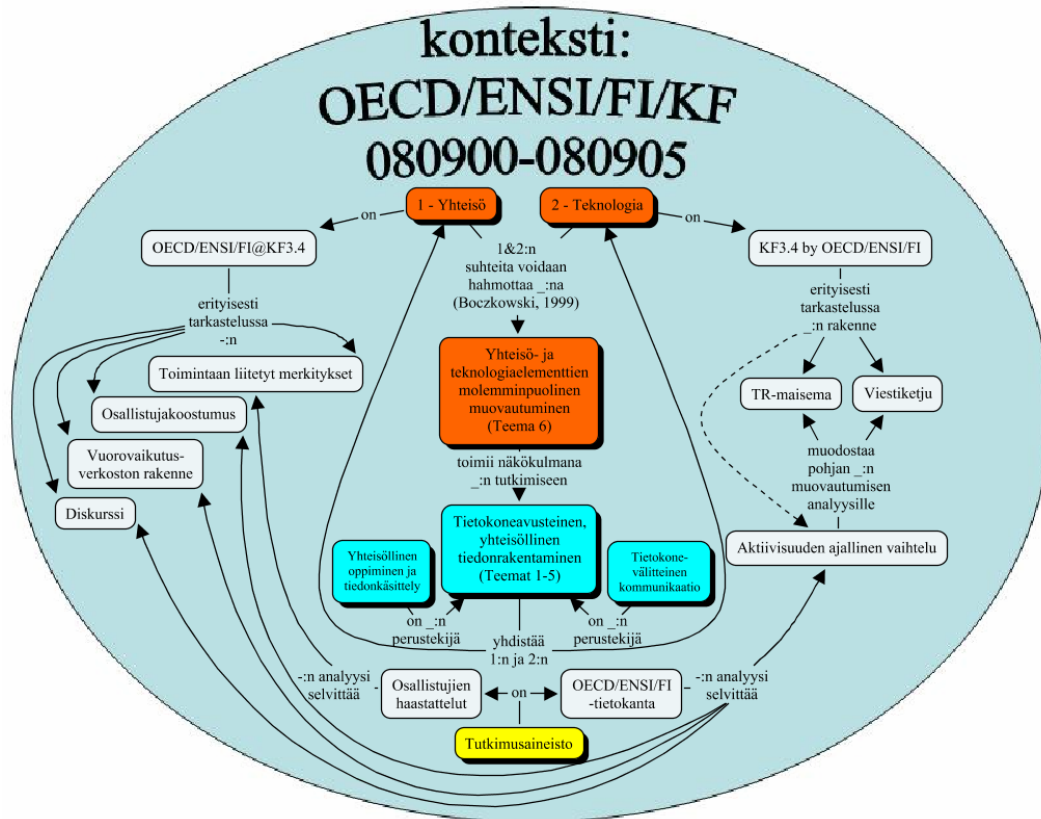 konteksti:
OECD/ENSI/FI/KF
080900-080905
1 - Yhteisö
2 - Teknologia
on
on
OECD/ENSI/FI@KF3.4
1&2:n
suhteita voidaan
hahmottaa _:na
(Boczkowski, 1999)
KF3.4 by OECD/ENSI/FI
erityisesti
tarkastelussa
-:n
erityisesti
tarkastelussa
_:n rakenne
Toimintaan liitetyt merkitykset
Osallistujakoostumus
Vuorovaikutus-
verkoston rakenne
Diskurssi
Yhteisö- ja
teknologiaelementtien
molemminpuolinen
muovautuminen
(Teema 6)
TR-maisema
Viestiketju
toimii näkökulmana
_:n tutkimiseen
muodostaa
pohjan _:n
muovautumisen
analyysille
Tietokoneavusteinen,
yhteisöllinen
tiedonrakentaminen
(Teemat 1-5)
Aktiivisuuden ajallinen vaihtelu
Yhteisöllinen
oppiminen ja
tiedonkäsittely
Tietokone-
välitteinen
kommunikaatio
on _:n
perustekijä
on _:n
perustekijä
yhdistää
1:n ja 2:n
-:n analyysi
selvittää
Osallistujien
haastattelut
on
OECD/ENSI/FI
-tietokanta
-:n analyysi
selvittää
Tutkimusaineisto